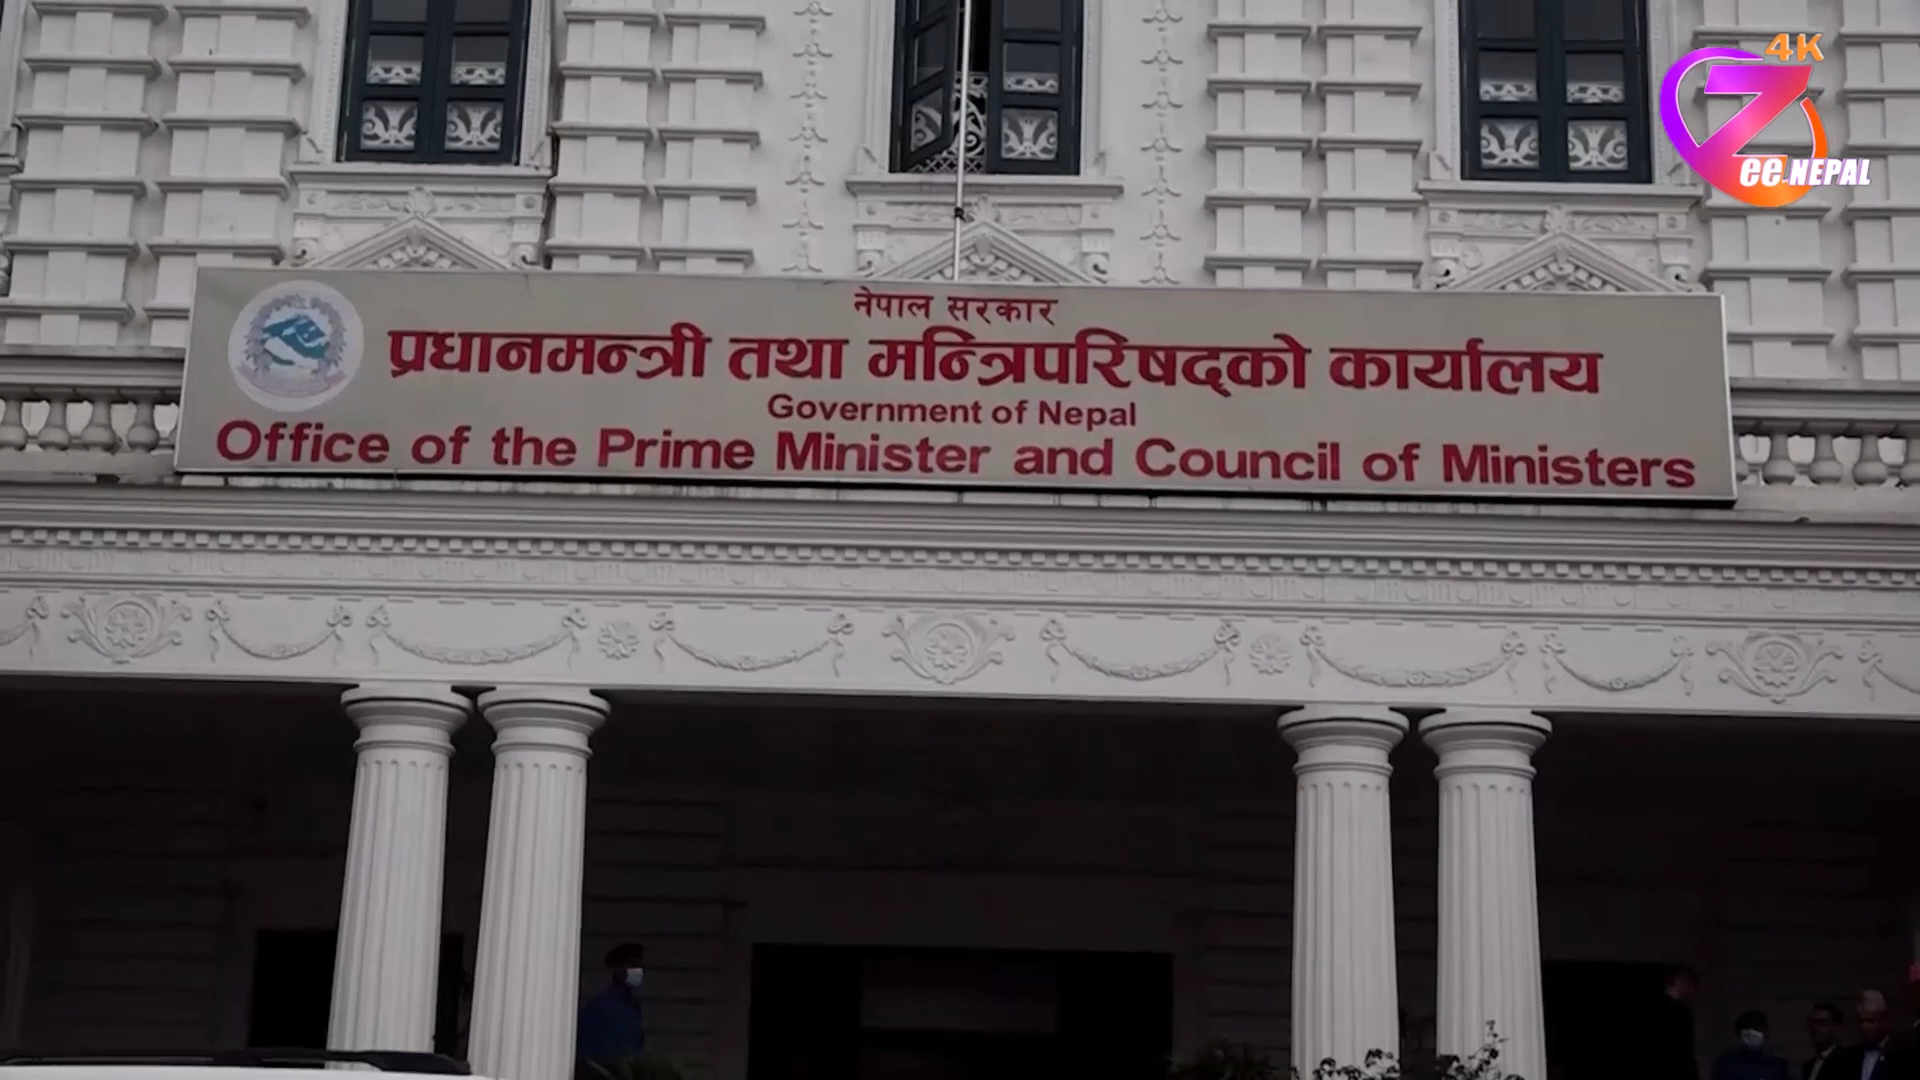 4K
Zee NEPAL
नेपाल सरकार
प्रधानमन्त्री तथा मन्त्रिपरिषद्को कार्यालय
Government of Nepal
Office of the Prime Minister and Council of Ministers